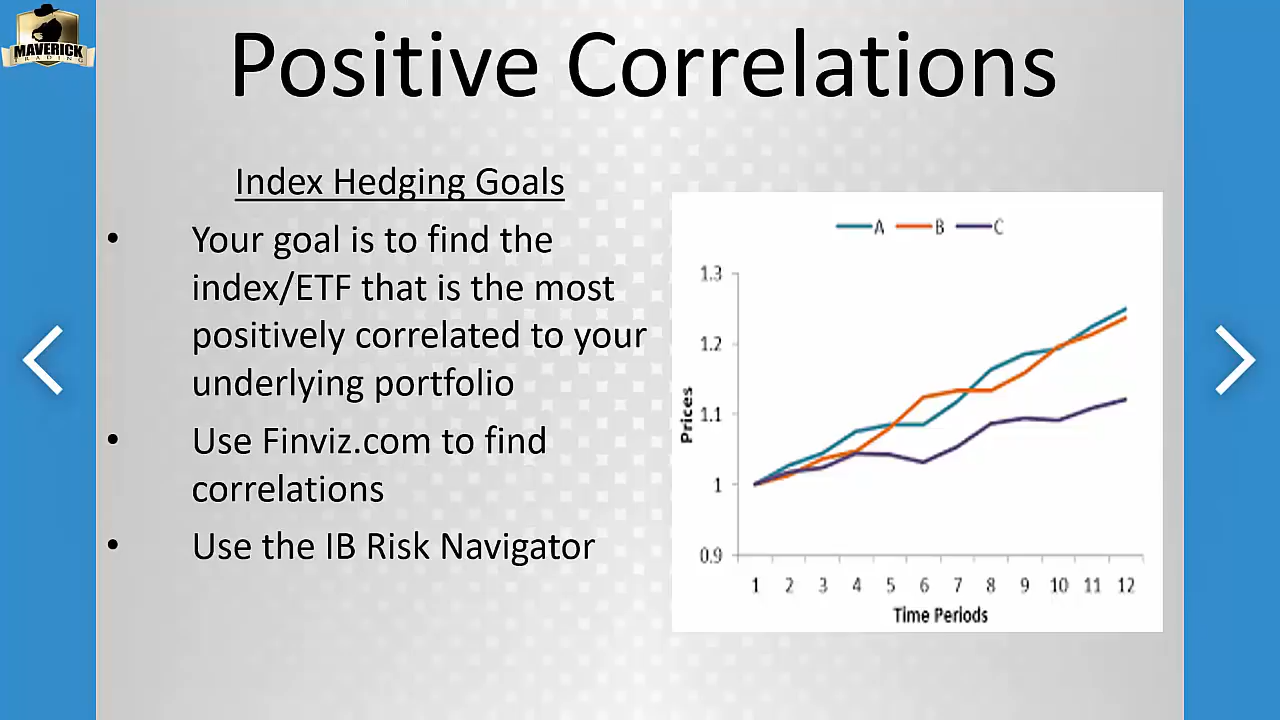 MAVERICK
TRADING
Positive Correlations
Index Hedging Goals
• Your goal is to find the
index/ETF that is the most
positively correlated to your
underlying portfolio
• Use Finviz.com to find
correlations
• Use the IB Risk Navigator
A B C
1.3
1.2
1.1
1
0.9
Prices
1 2 3 4 5 6 7 8 9 10 11 12
Time Periods